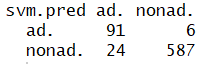 svm.pred ad. nonad.
ad. 91 6
nonad. 24 587